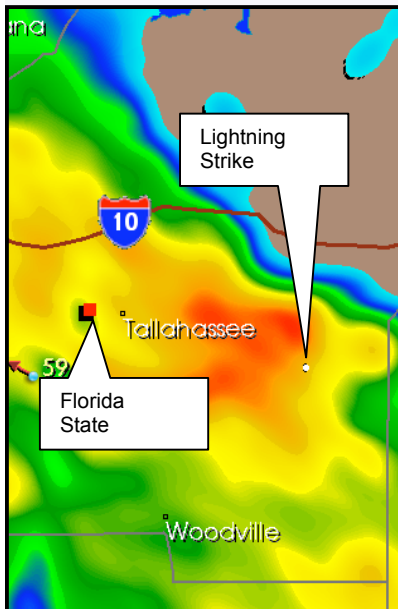 ana
Lightning
Strike
10
Tallahassee
59
Florida
State
Woodville